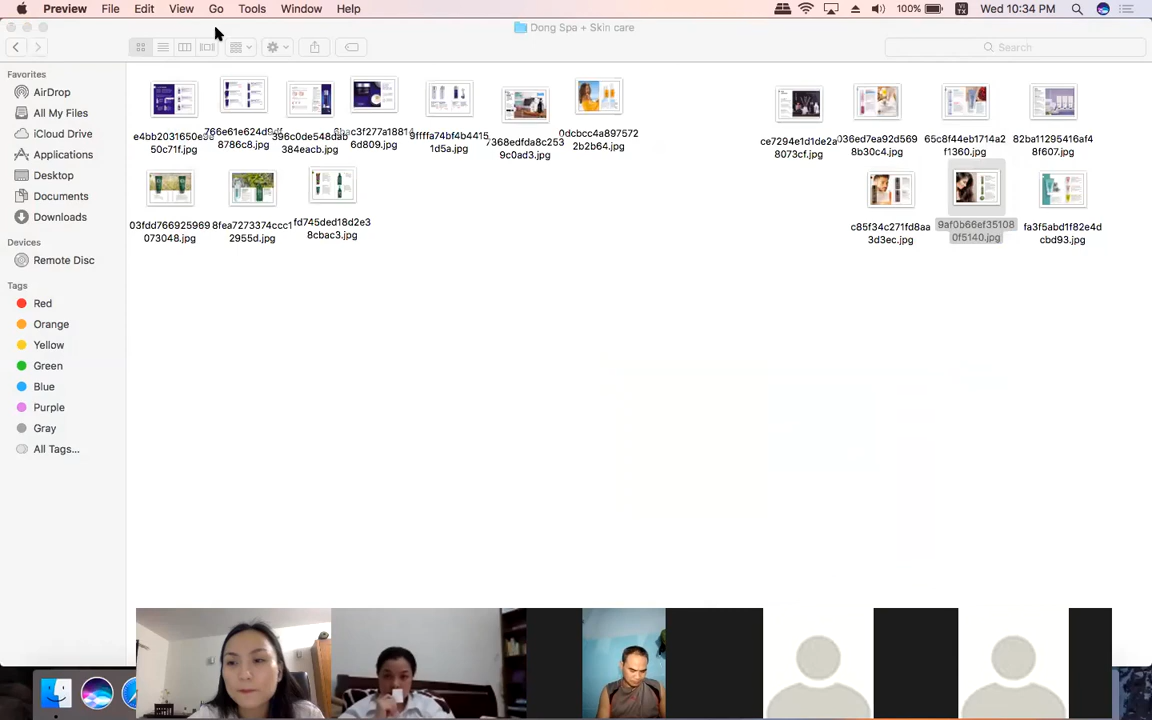 Preview File Edit View Go Tools Window Help 100% VI TX Wed 10:34 PM
Dong Spa + Skin care
Search
Favorites
AirDrop
All My Files
iCloud Drive
Applications
Desktop
Documents
Downloads
Devices
Remote Disc
Tags
Red
Orange
Yellow
Green
Blue
Purple
Gray
All Tags...
50c71f.jpg
8786c8.jpg
396c0de548dab
384eacb.jpg
6d809.jpg
9ffffa74bf4b4415
1d5a.jpg
7368edfda8c253
9c0ad3.jpg
0dcbcc4a897572
2b2b64.jpg
ce7294e1d1de2a
8073cf.jpg
036ed7ea92d569
8b30c4.jpg
65c8f44eb1714a2
f1360.jpg
82ba11295416af4
8f607.jpg
03fdd766925969
073048.jpg
8fea7273374ccc1
2955d.jpg
fd745ded18d2e3
8cbac3.jpg
c85f34c271fd8aa
3d3ec.jpg
9af0b66ef35108
0f5140.jpg
fa3f5abd1f82e4d
cbd93.jpg